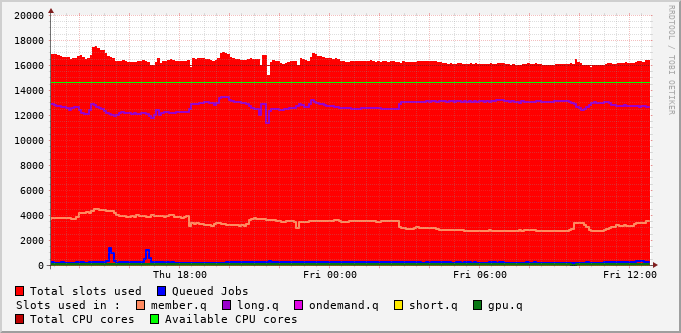 20000
18000
16000
14000
12000
10000
8000
6000
4000
2000
0
Thu 18:00 Fri 00:00 Fri 06:00 Fri 12:00
Total slots used Queued Jobs
Slots used in : member.q long.q ondemand.q short.q gpu.q
Total CPU cores Available CPU cores
RRDTOOL / TOBI OETIKER